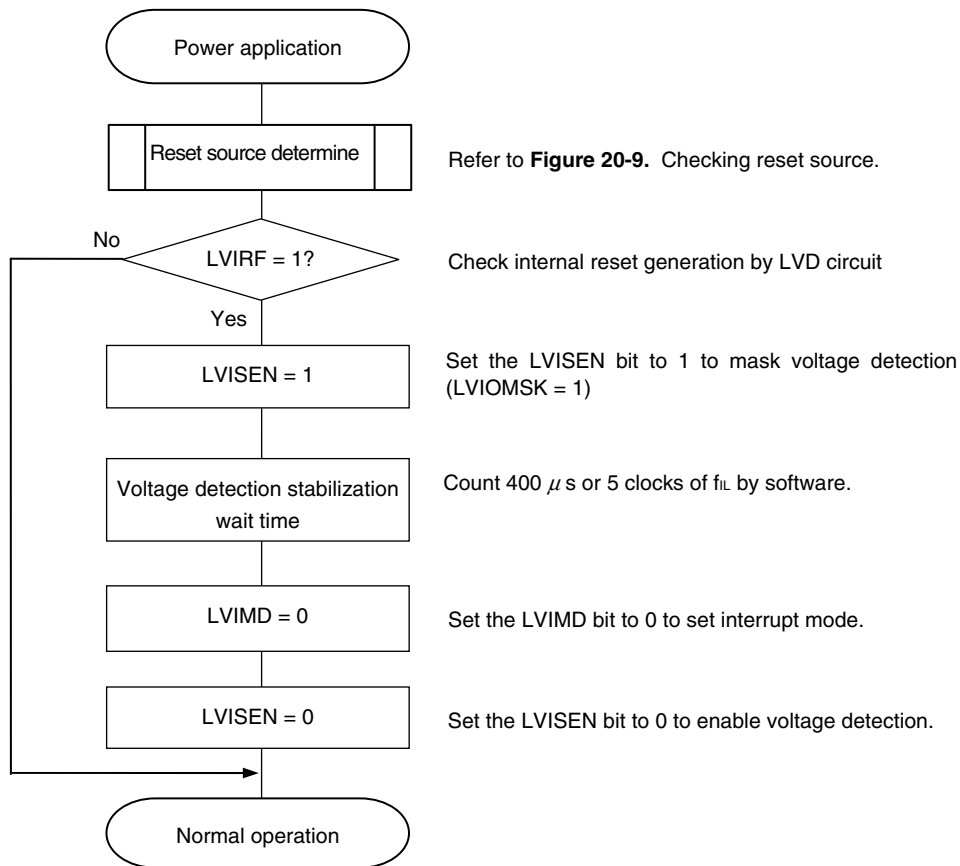 Power application
Reset source determine
Refer to Figure 20-9. Checking reset source.
No
LVIRF = 1?
Check internal reset generation by LVD circuit
Yes
LVISEN = 1
Set the LVISEN bit to 1 to mask voltage detection
(LVIOMSK = 1)
Voltage detection stabilization
wait time
Count 400 μ s or 5 clocks of fIL by software.
LVIMD = 0
Set the LVIMD bit to 0 to set interrupt mode.
LVISEN = 0
Set the LVISEN bit to 0 to enable voltage detection.
Normal operation